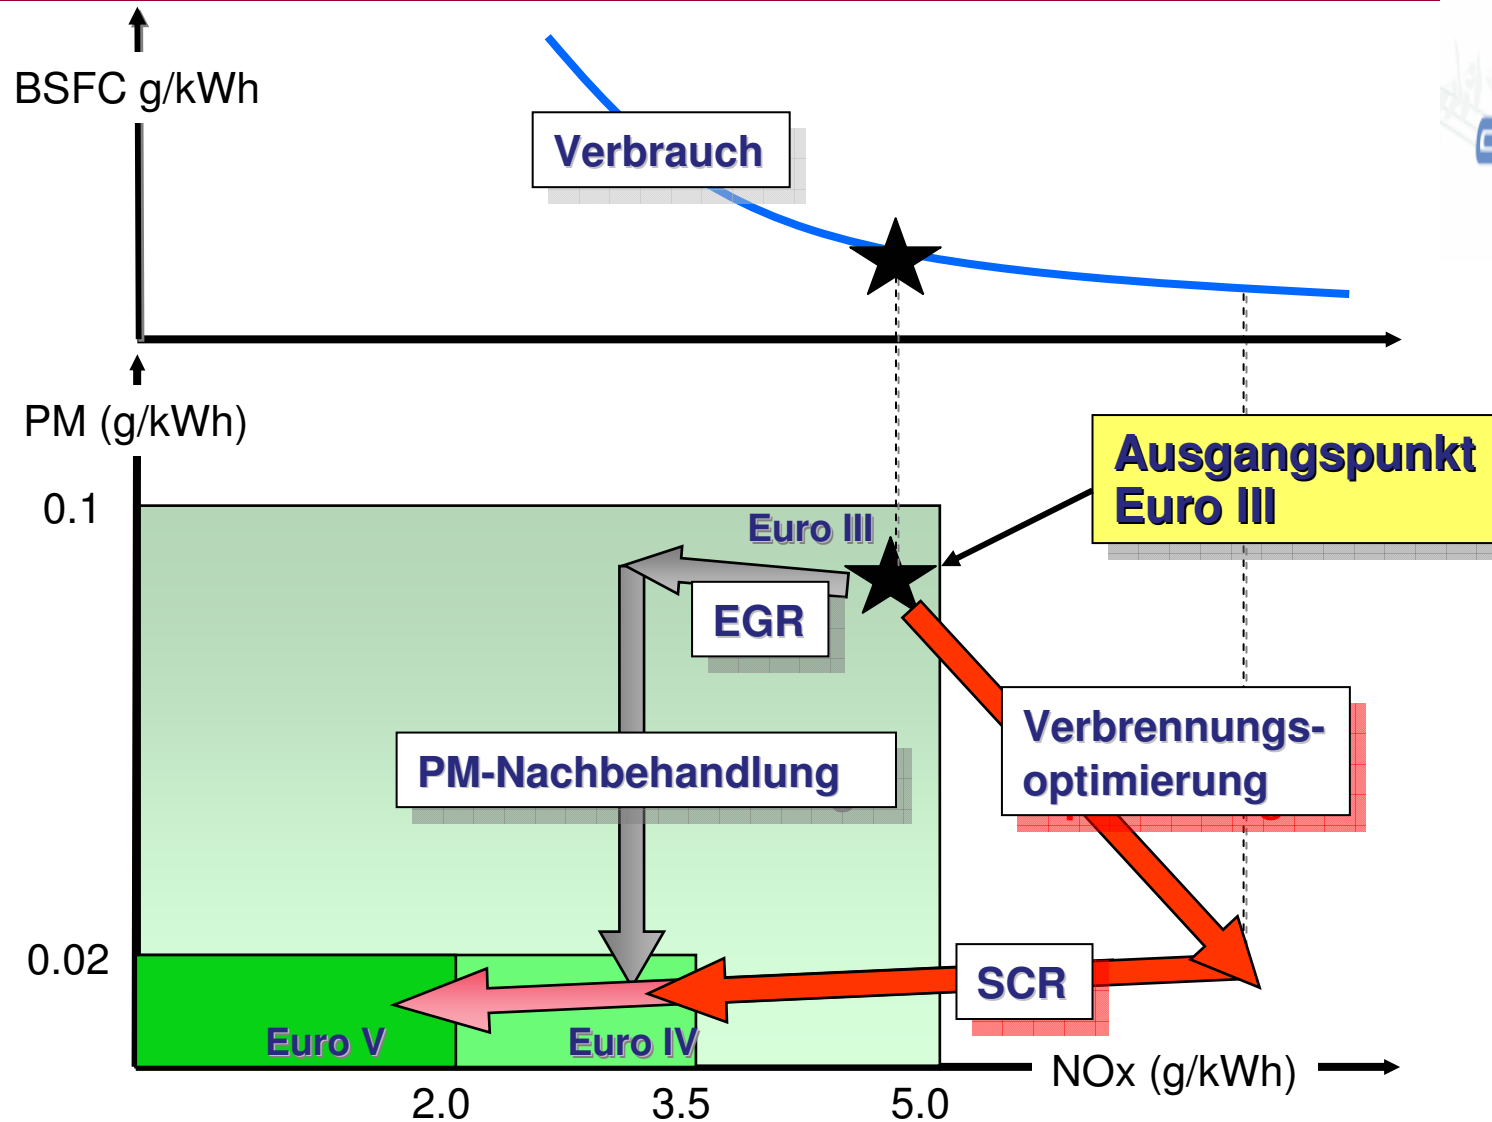 BSFC g/kWh
Verbrauch
PM (g/kWh)
Ausgangspunkt
Euro III
0.1
Euro III
EGR
Verbrennungs-
optimierung
PM-Nachbehandlung
0.02
SCR
Euro V
Euro IV
NOx (g/kWh)
2.0
3.5
5.0